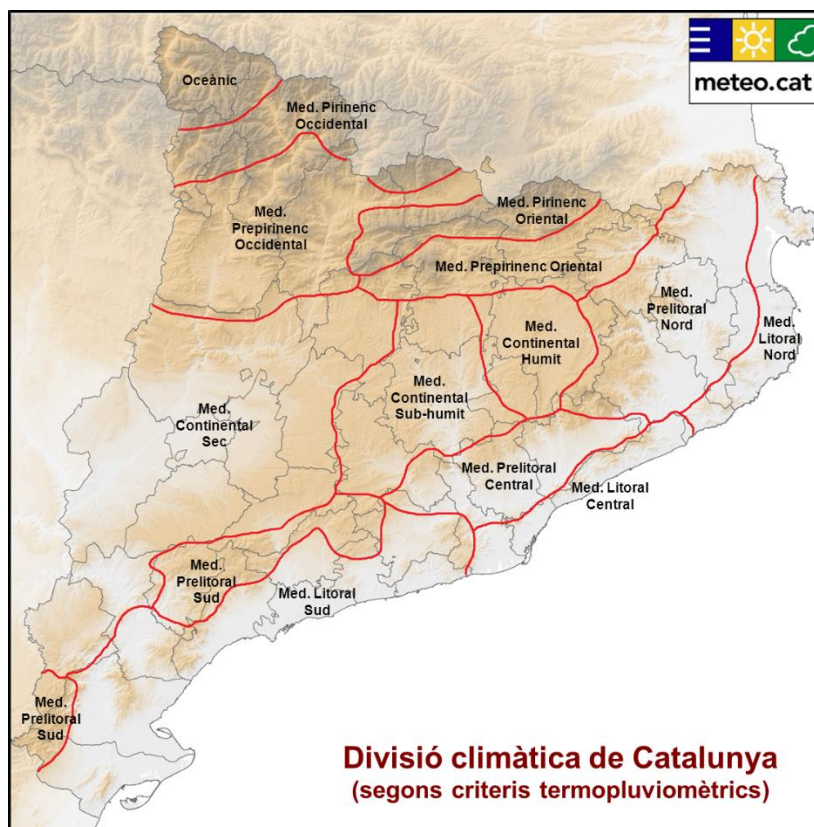 meteo.cat
Oceànic
Med. Pirinenc
Occidental
Med.
Prepirinenc
Occidental
Med. Pirinenc
Oriental
Med. Prepirinenc Oriental
Med.
Prelitoral
Nord
Med.
Litoral
Nord
Med.
Continental
Humit
Med.
Continental
Sub-humit
Med.
Continental
Sec
Med. Prelitoral
Central
Med. Litoral
Central
Med.
Prelitoral
Sud
Med. Litoral
Sud
Med.
Prelitoral
Sud
Divisió climàtica de Catalunya
(segons criteris termopluviomètrics)